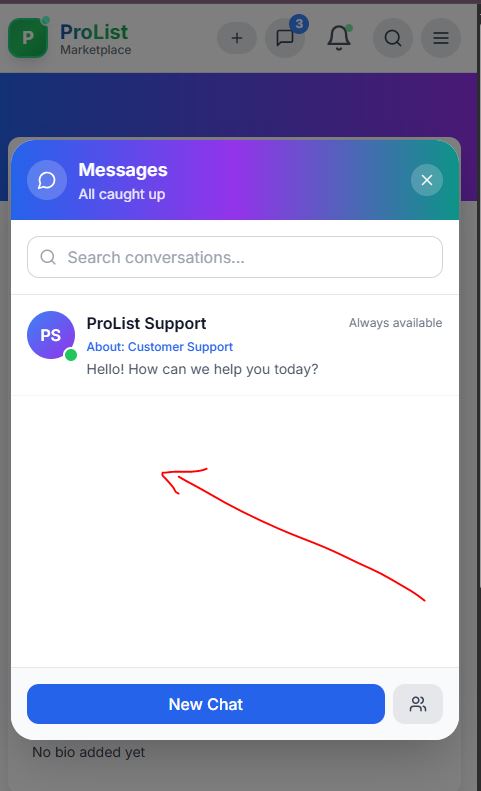 P
ProList
Marketplace
3
Messages
All caught up
Search conversations...
PS
ProList Support
Always available
About: Customer Support
Hello! How can we help you today?
New Chat
No bio added yet